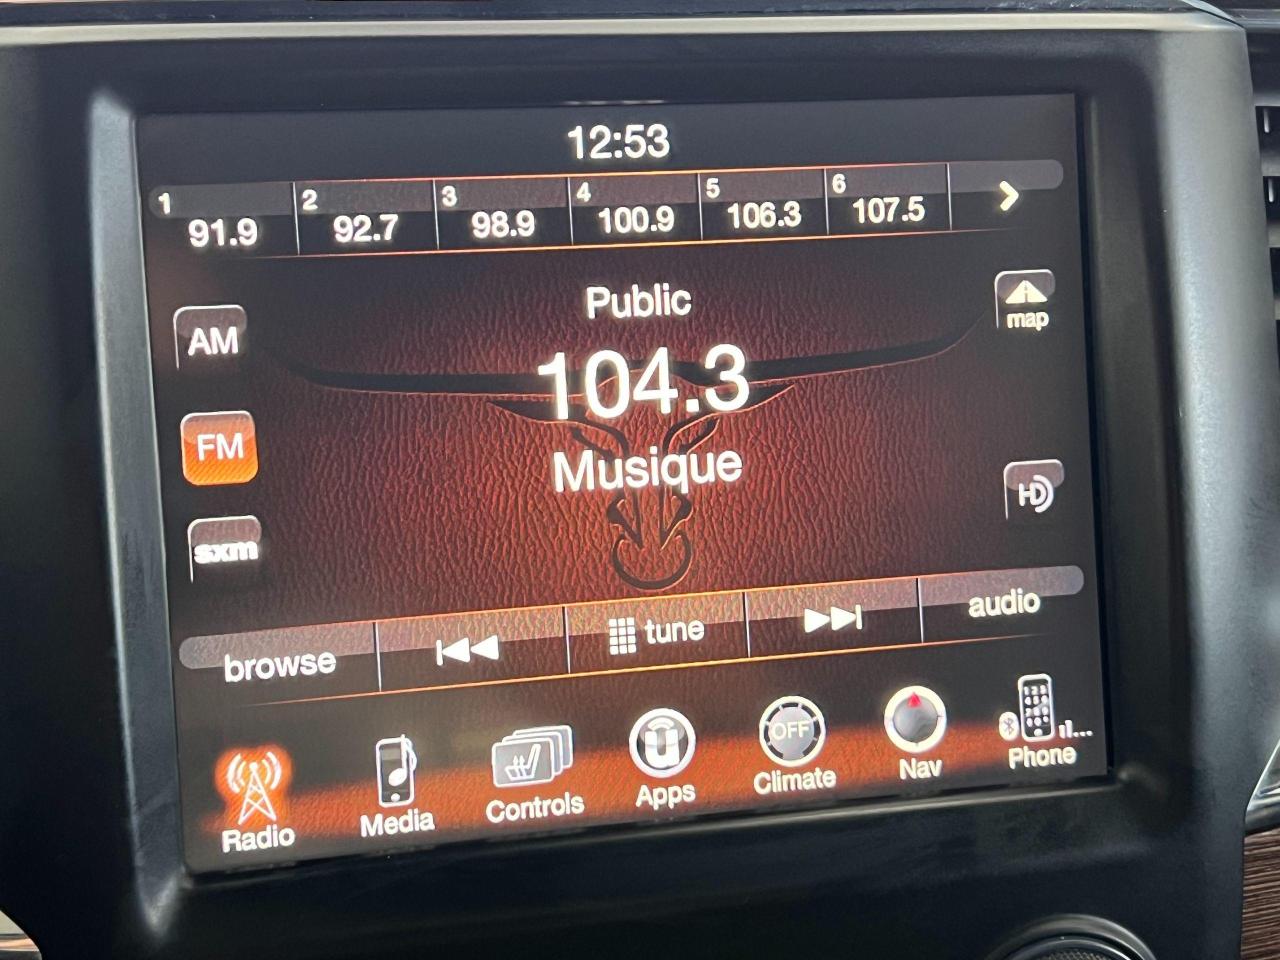 12:53
1 2 3 4 5 6
91.9 92.7 98.9 100.9 106.3 107.5
Public
map
AM
104.3
FM
Musique
HD
sxm
browse tune audio
OFF
Radio Media Controls Apps Climate Nav Phone